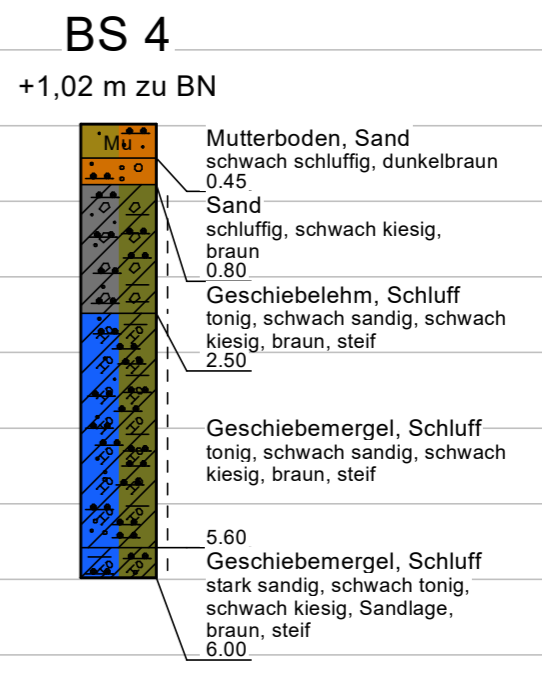 BS 4
+1,02 m zu BN
Mu
Mutterboden, Sand
schwach schluffig, dunkelbraun
0.45
Sand
schluffig, schwach kiesig,
braun
0.80
Geschiebelehm, Schluff
tonig, schwach sandig, schwach
kiesig, braun, steif
2.50
Geschiebemergel, Schluff
tonig, schwach sandig, schwach
kiesig, braun, steif
5.60
Geschiebemergel, Schluff
stark sandig, schwach tonig,
schwach kiesig, Sandlage,
braun, steif
6.00